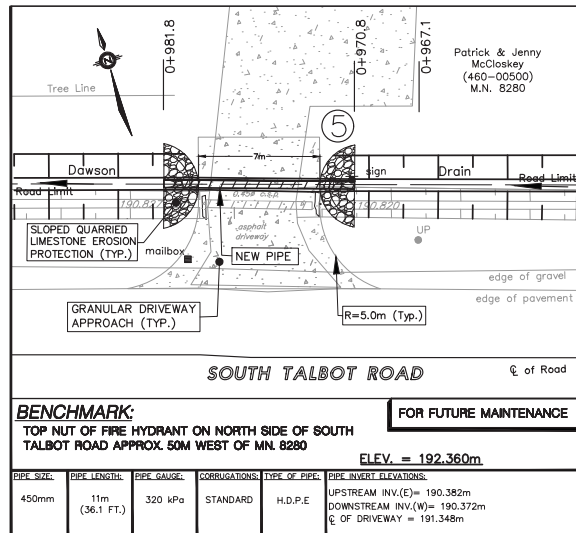 0+981.8
0+970.8
0+967.1
N
Patrick & Jenny
McCloskey
(460-00500)
M.N. 8280
Tree Line
5
7m
Dawson
sign
Drain
Road Limit
Road Limit
0.45ø c.s.p.
190.837
190.820
SLOPED QUARRIED
LIMESTONE EROSION
PROTECTION (TYP.)
asphalt
driveway
UP
mailbox
NEW PIPE
edge of gravel
GRANULAR DRIVEWAY
APPROACH (TYP.)
R=5.0m (Typ.)
edge of pavement
SOUTH TALBOT ROAD
℄ of Road
BENCHMARK:
FOR FUTURE MAINTENANCE
TOP NUT OF FIRE HYDRANT ON NORTH SIDE OF SOUTH
TALBOT ROAD APPROX. 50M WEST OF MN. 8280
ELEV. = 192.360m
PIPE SIZE:
450mm
PIPE LENGTH:
11m
(36.1 FT.)
PIPE GAUGE:
320 kPa
CORRUGATIONS:
STANDARD
TYPE OF PIPE:
H.D.P.E
PIPE INVERT ELEVATIONS:
UPSTREAM INV.(E)= 190.382m
DOWNSTREAM INV.(W)= 190.372m
℄ OF DRIVEWAY = 191.348m